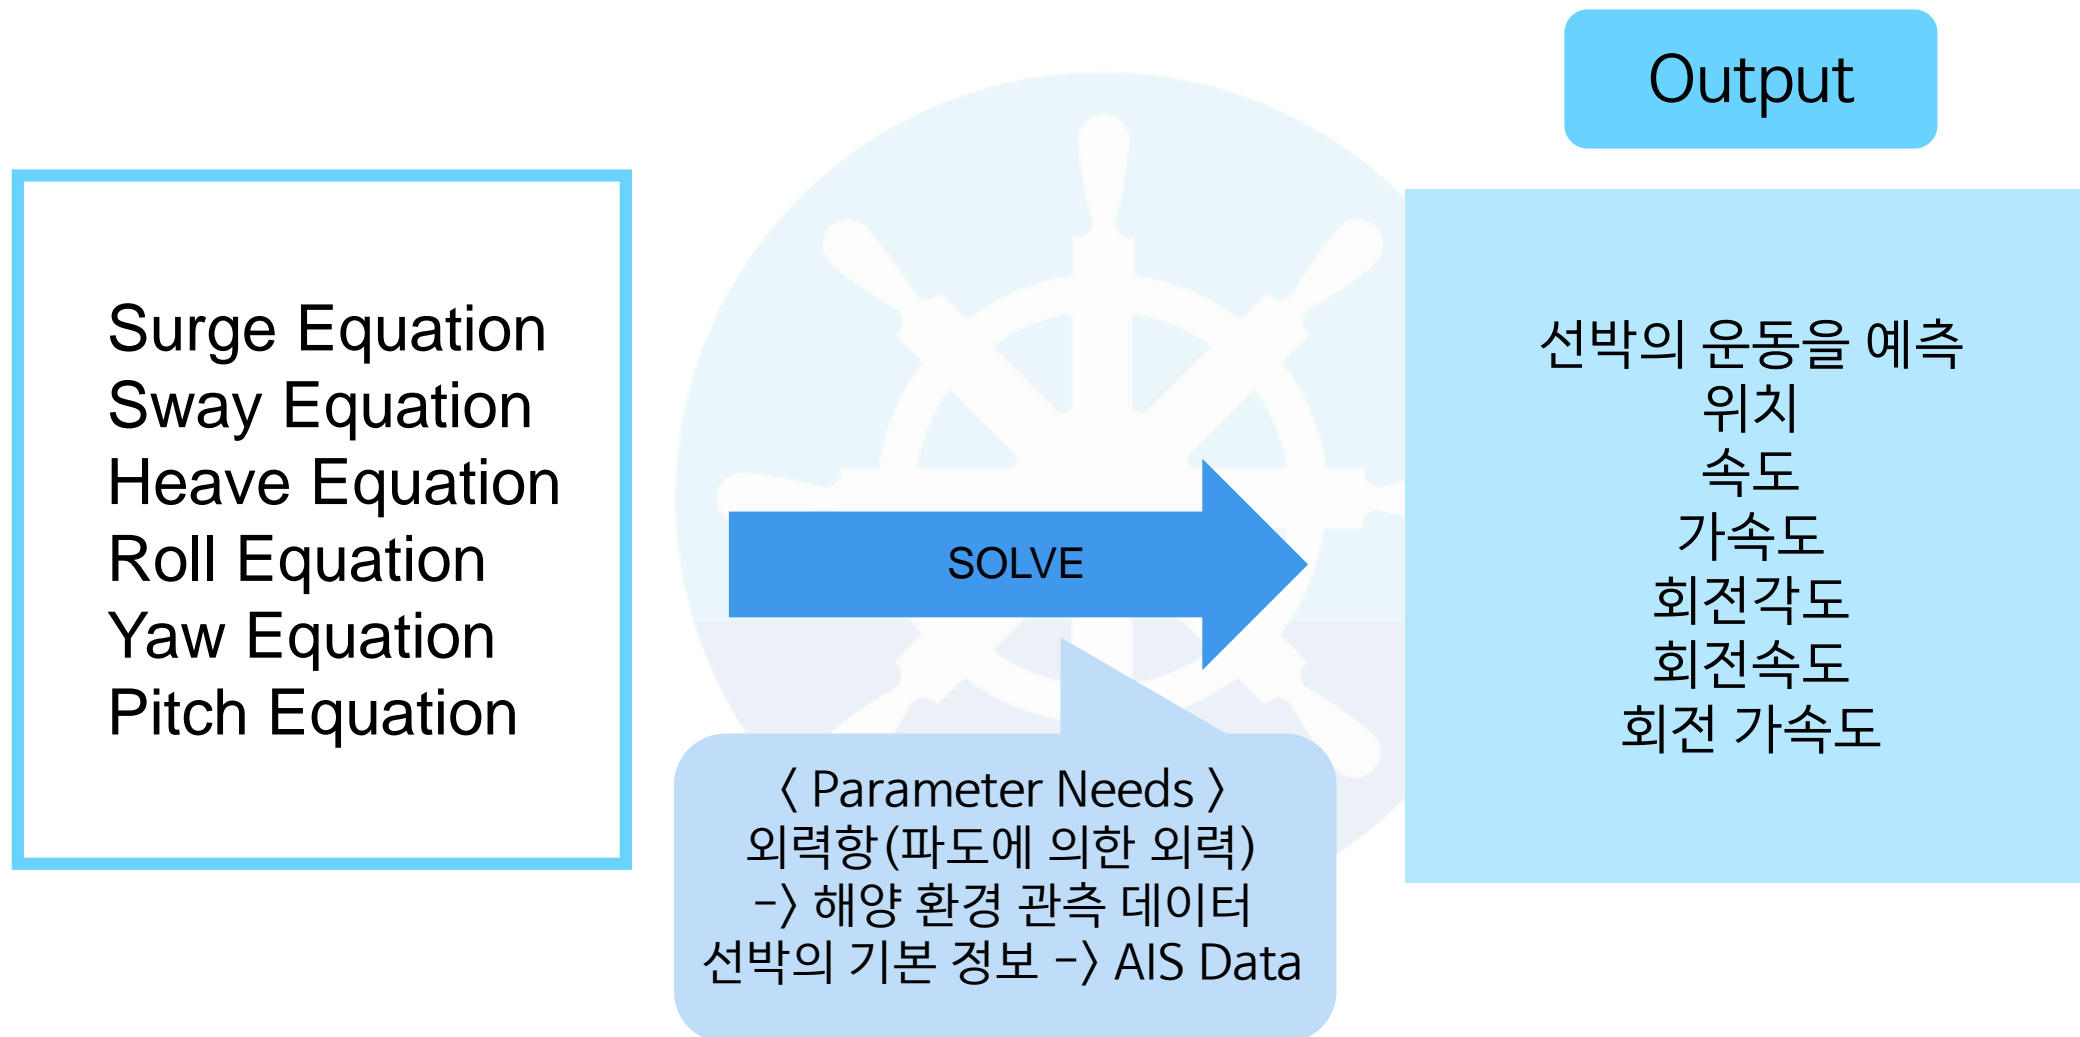 Output
Surge Equation
Sway Equation
Heave Equation
Roll Equation
Yaw Equation
Pitch Equation
SOLVE
〈 Parameter Needs 〉
외력항(파도에 의한 외력)
-〉 해양 환경 관측 데이터
선박의 기본 정보 -〉 AIS Data
선박의 운동을 예측
위치
속도
가속도
회전각도
회전속도
회전 가속도